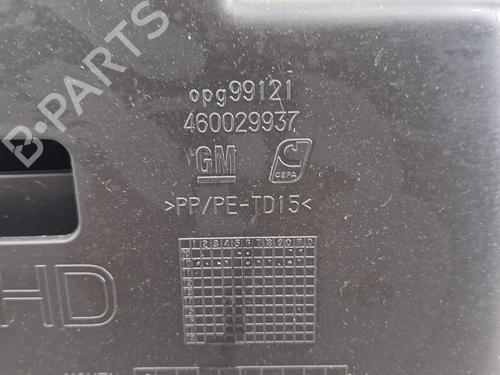 B-PARTS
opg99121
460029937
GM
CEPA
>PP/PE-TD15<
HD